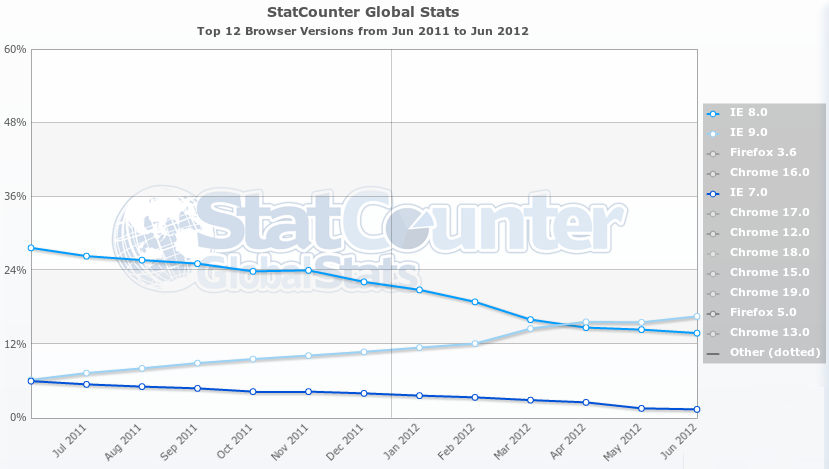 StatCounter Global Stats
Top 12 Browser Versions from Jun 2011 to Jun 2012
60%
48%
36%
24%
12%
0%
StatCounter
GlobalStats
Jul 2011
Aug 2011
Sep 2011
Oct 2011
Nov 2011
Dec 2011
Jan 2012
Feb 2012
Mar 2012
Apr 2012
May 2012
Jun 2012
IE 8.0
IE 9.0
Firefox 3.6
Chrome 16.0
IE 7.0
Chrome 17.0
Chrome 12.0
Chrome 18.0
Chrome 15.0
Chrome 19.0
Firefox 5.0
Chrome 13.0
Other (dotted)